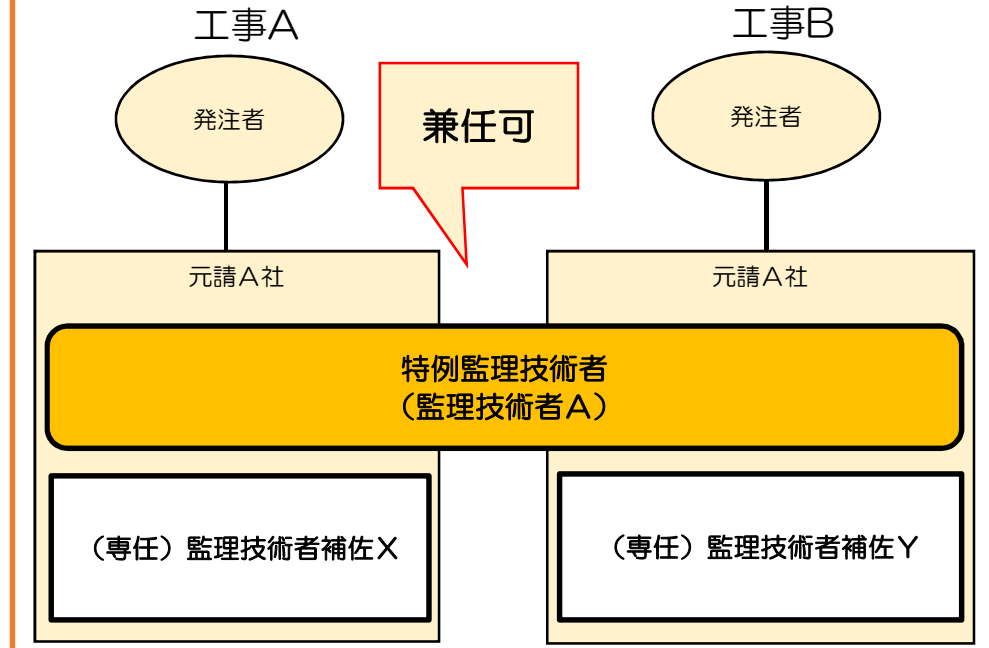 工事A
工事B
発注者
兼任可
発注者
元請A社
元請A社
特例監理技術者
(監理技術者A)
(専任)監理技術者補佐X
(専任)監理技術者補佐Y